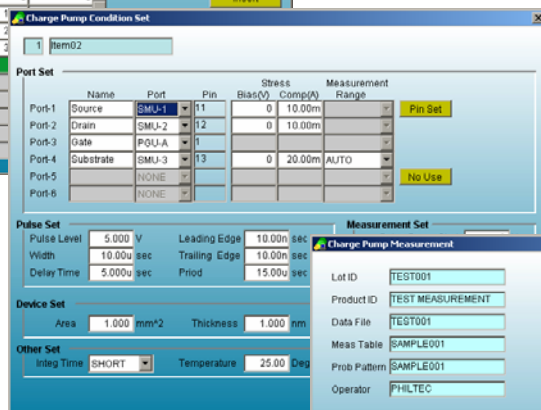 Insert
Charge Pump Condition Set
1 Item02
Port Set
Stress Measurement
Name Port Pin Bias(V) Comp(A) Range
Port-1 Source SMU-1 11 0 10.00m Pin Set
Port-2 Drain SMU-2 12 0 10.00m
Port-3 Gate PGU-A 1
Port-4 Substrate SMU-3 13 0 20.00m AUTO
Port-5 NONE No Use
Port-6 NONE
Pulse Set Measurement Set
Pulse Level 5.000 V Leading Edge 10.00n sec
Width 10.00u sec Trailing Edge 10.00n sec
Delay Time 5.000u sec Priod 15.00u sec
Device Set
Area 1.000 mm^2 Thickness 1.000 nm
Other Set
Integ Time SHORT Temperature 25.00 Deg
Charge Pump Measurement
Lot ID TEST001
Product ID TEST MEASUREMENT
Data File TEST001
Meas Table SAMPLE001
Prob Pattern SAMPLE001
Operator PHILTEC